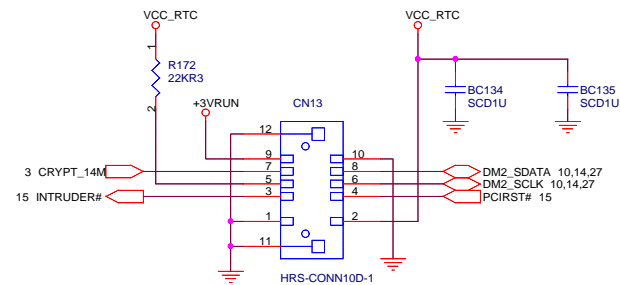 VCC_RTC
VCC_RTC
1
R172
22KR3
2
+3VRUN
CN13
BC134
SCD1U
BC135
SCD1U
12
9
10
3 CRYPT_14M
7
8
DM2_SDATA 10,14,27
5
6
DM2_SCLK 10,14,27
15 INTRUDER#
3
4
PCIRST# 15
1
2
11
HRS-CONN10D-1